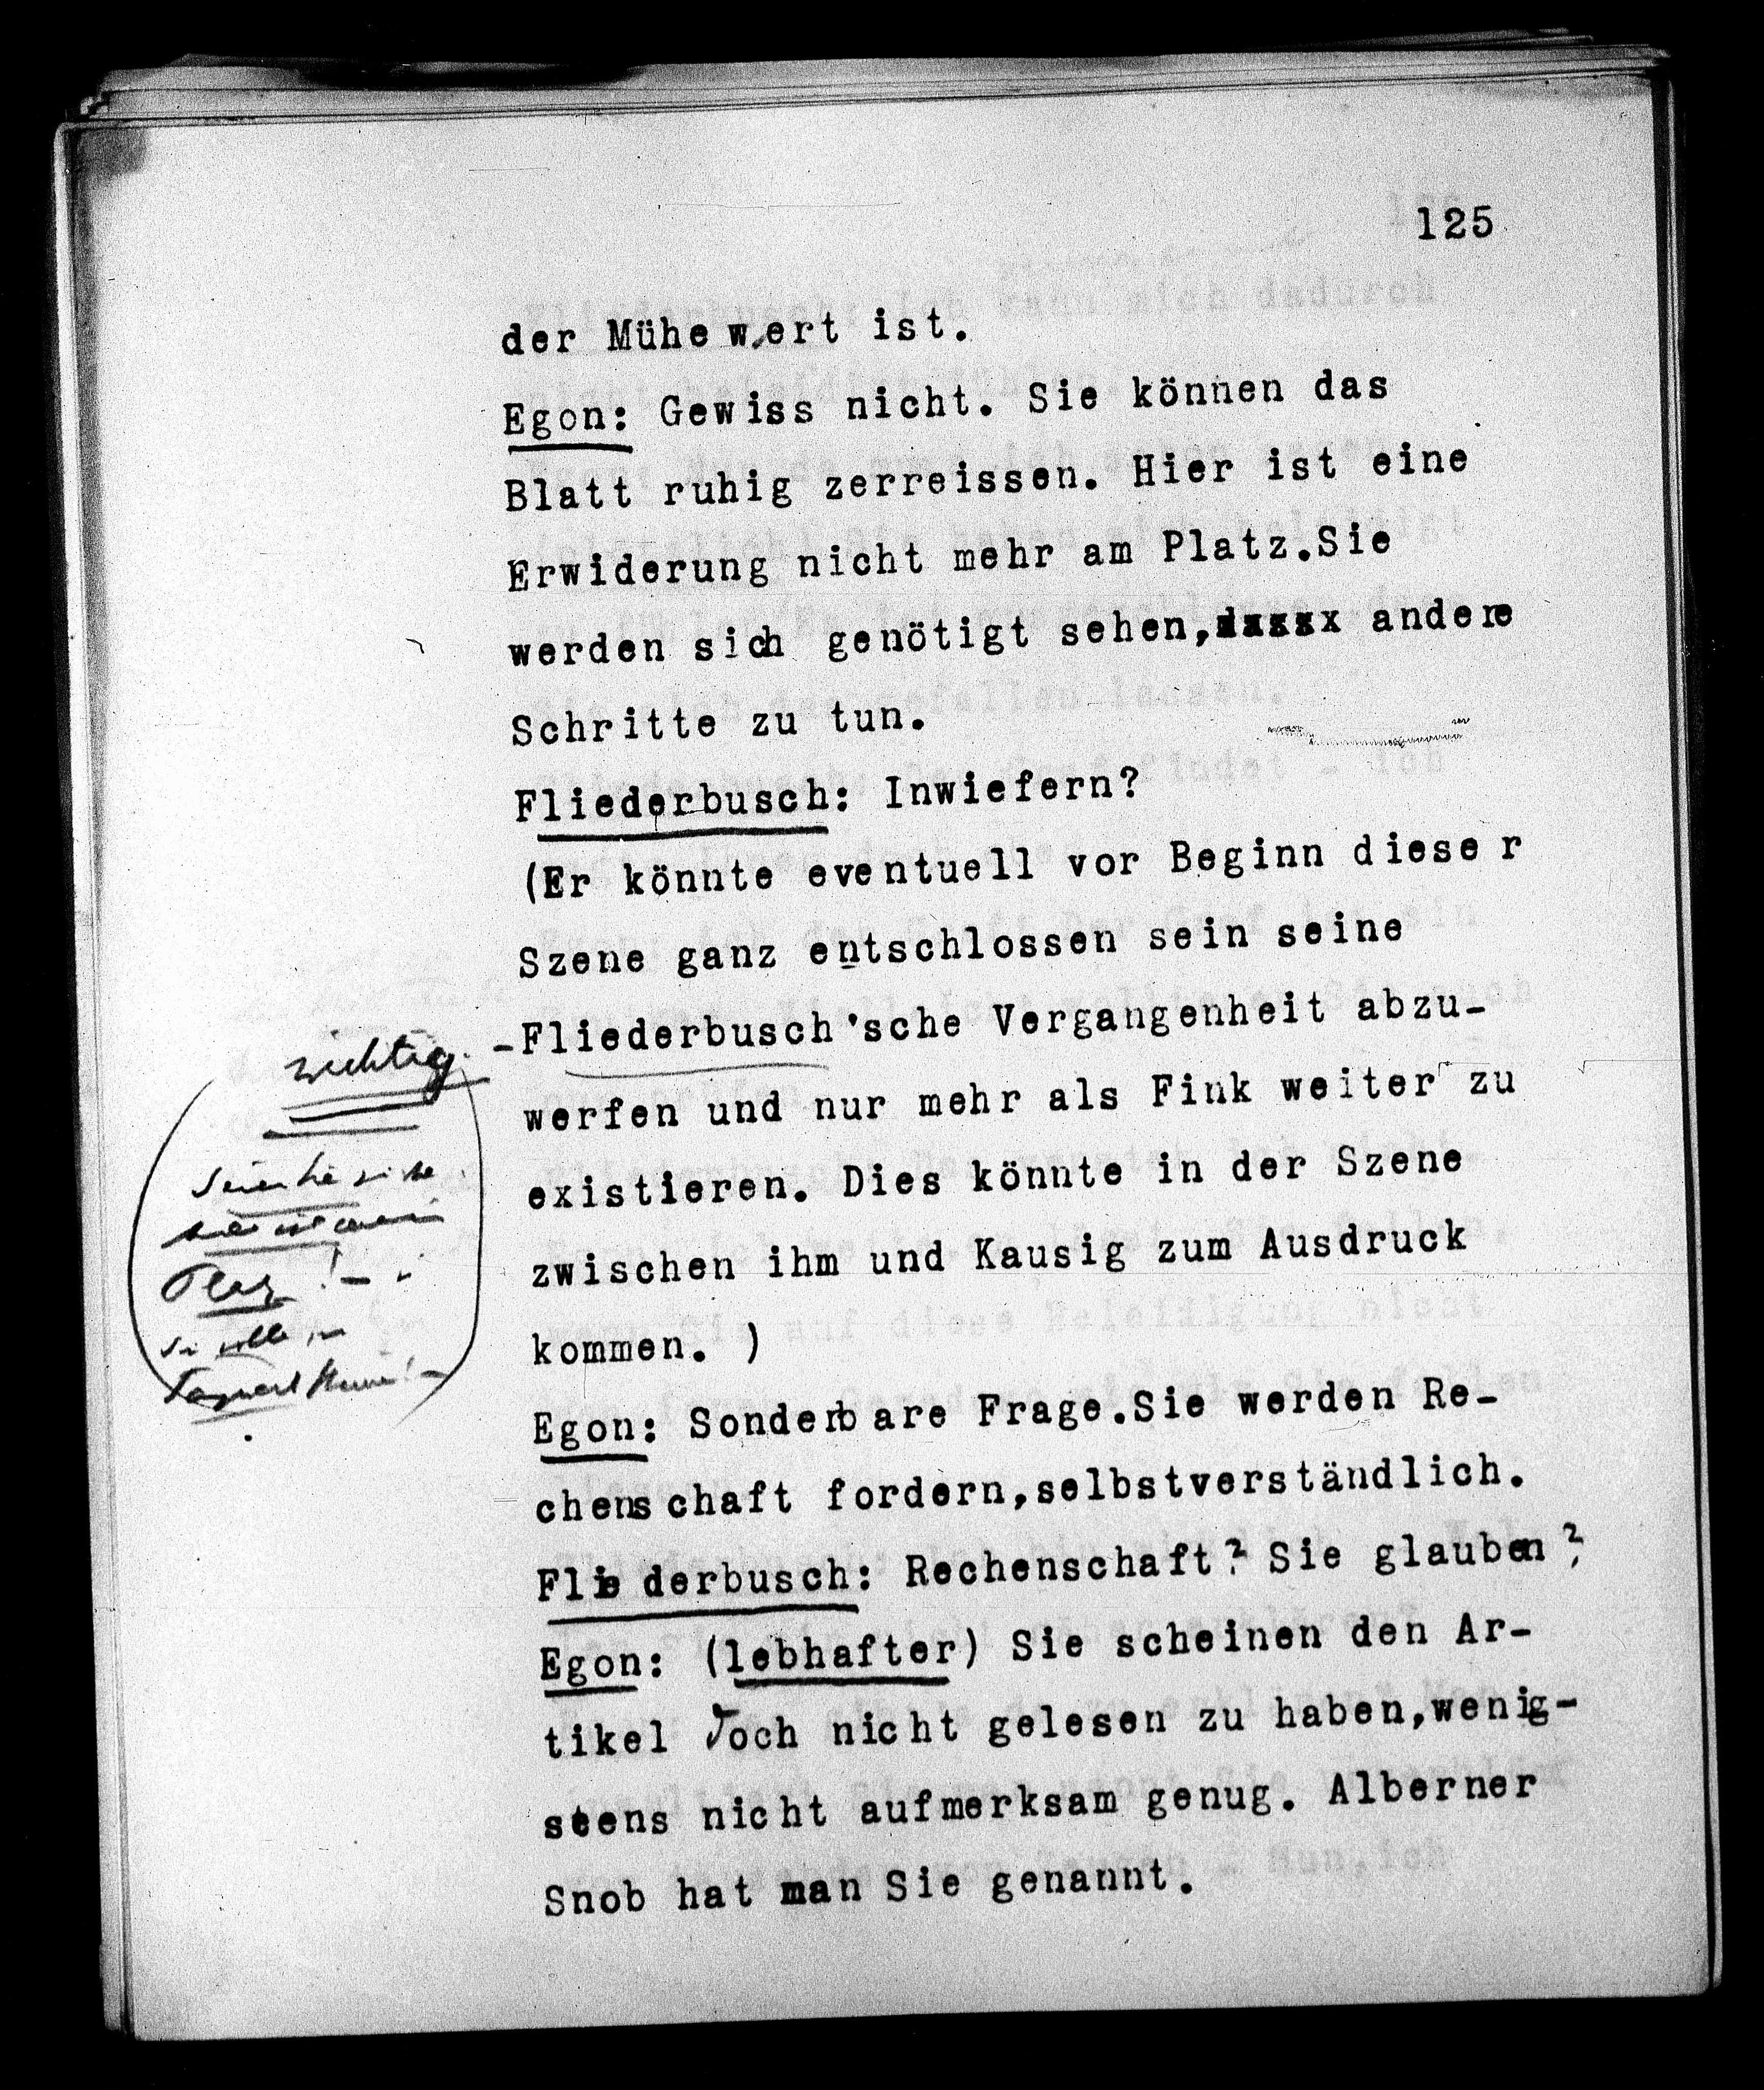 125
der Mühe wert ist.
Egon: Gewiss nicht. Sie können das
Blatt ruhig zerreissen. Hier ist eine
Erwiderung nicht mehr am Platz.Sie
werden sich genötigt sehen, andere
Schritte zu tun.
Fliederbusch: Inwiefern?
(Er könnte eventuell vor Beginn dieser
Szene ganz entschlossen sein seine
Fliederbusch'sche Vergangenheit abzu-
werfen und nur mehr als Fink weiter zu
existieren. Dies könnte in der Szene
zwischen ihm und Kausig zum Ausdruck
kommen. )
Egon: Sonderbare Frage.Sie werden Re-
chenschaft fordern,selbstverständlich.
Fliederbusch: Rechenschaft? Sie glauben?
Egon: (lebhafter) Sie scheinen den Ar-
tikel doch nicht gelesen zu haben,wenig-
stens nicht aufmerksam genug. Alberner
Snob hat man Sie genannt.
wichtig